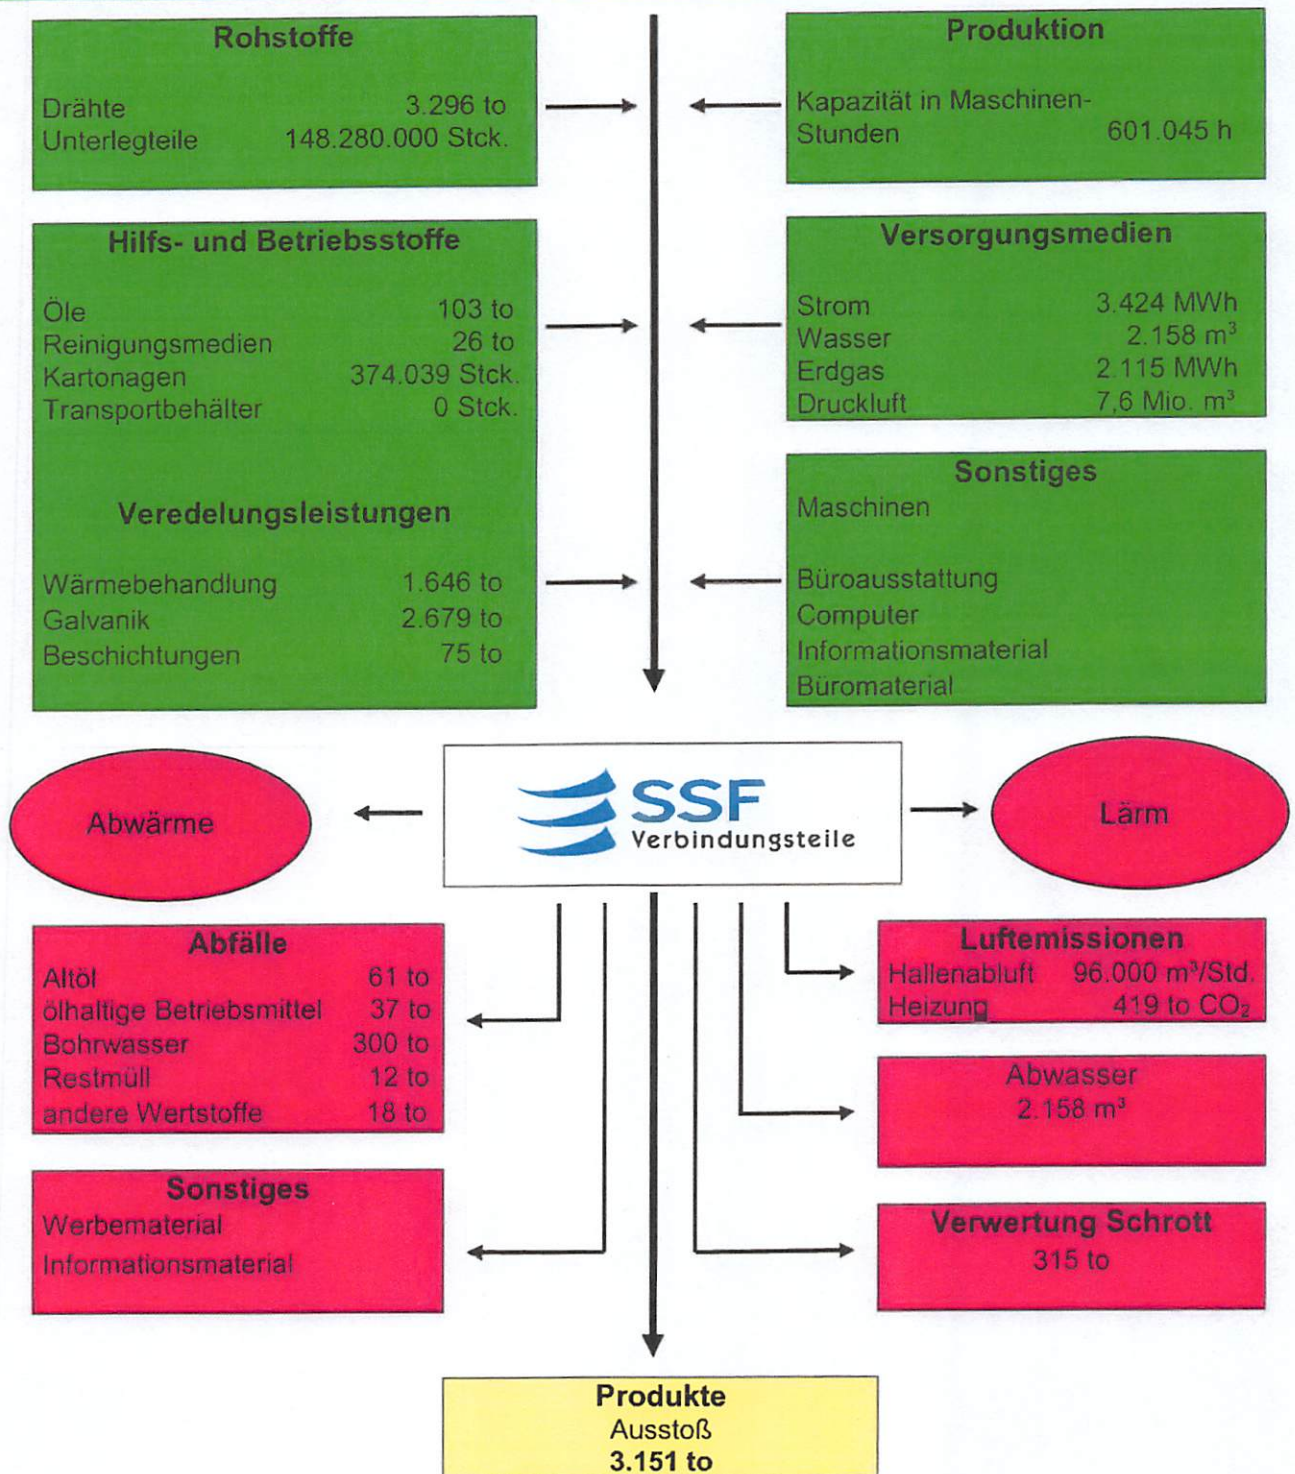 Rohstoffe
Drähte 3.296 to
Unterlegteile 148.280.000 Stck.
Produktion
Kapazität in Maschinen-
Stunden 601.045 h
Hilfs- und Betriebsstoffe
Öle 103 to
Reinigungsmedien 26 to
Kartonagen 374.039 Stck.
Transportbehälter 0 Stck.
Veredelungsleistungen
Wärmebehandlung 1.646 to
Galvanik 2.679 to
Beschichtungen 75 to
Versorgungsmedien
Strom 3.424 MWh
Wasser 2.158 m³
Erdgas 2.115 MWh
Druckluft 7,6 Mio. m³
Sonstiges
Maschinen
Büroausstattung
Computer
Informationsmaterial
Büromaterial
Abwärme
SSF
Verbindungsteile
Lärm
Abfälle
Altöl 61 to
ölhaltige Betriebsmittel 37 to
Bohrwasser 300 to
Restmüll 12 to
andere Wertstoffe 18 to
Luftemissionen
Hallenabluft 96.000 m³/Std.
Heizung 419 to CO₂
Abwasser
2.158 m³
Sonstiges
Werbematerial
Informationsmaterial
Verwertung Schrott
315 to
Produkte
Ausstoß
3.151 to